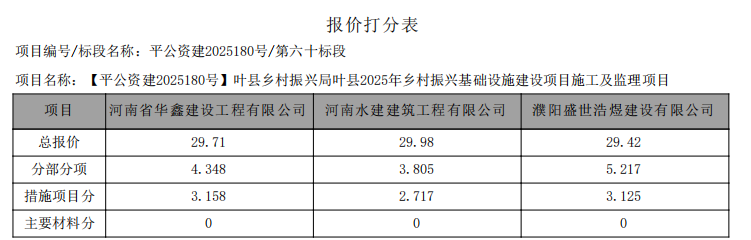 报价打分表
项目编号/标段名称：平公资建2025180号/第六十标段
项目名称：【平公资建2025180号】叶县乡村振兴局叶县2025年乡村振兴基础设施建设项目施工及监理项目
项目 河南省华鑫建设工程有限公司 河南水建建筑工程有限公司 濮阳盛世浩煜建设有限公司
总报价 29.71 29.98 29.42
分部分项 4.348 3.805 5.217
措施项目分 3.158 2.717 3.125
主要材料分 0 0 0